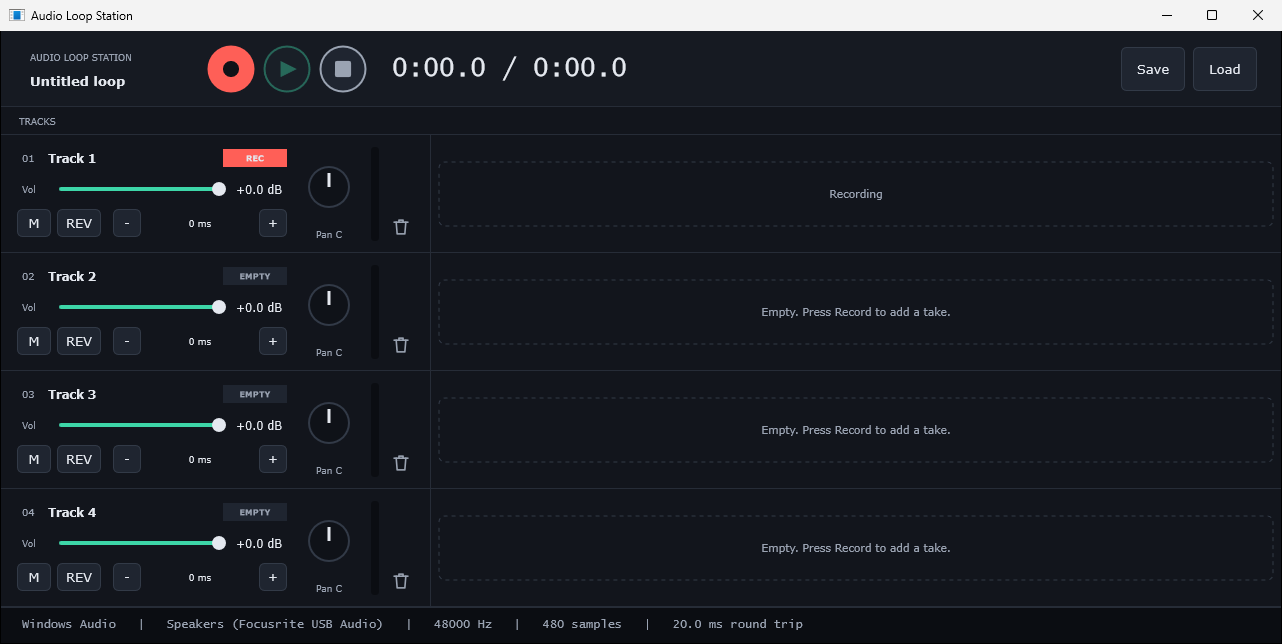 Audio Loop Station
AUDIO LOOP STATION
Untitled loop
0:00.0 / 0:00.0
Save
Load
TRACKS
01 Track 1 REC
Vol +0.0 dB
M REV - 0 ms +
Pan C
Recording
02 Track 2 EMPTY
Vol +0.0 dB
M REV - 0 ms +
Pan C
Empty. Press Record to add a take.
03 Track 3 EMPTY
Vol +0.0 dB
M REV - 0 ms +
Pan C
Empty. Press Record to add a take.
04 Track 4 EMPTY
Vol +0.0 dB
M REV - 0 ms +
Pan C
Empty. Press Record to add a take.
Windows Audio | Speakers (Focusrite USB Audio) | 48000 Hz | 480 samples | 20.0 ms round trip